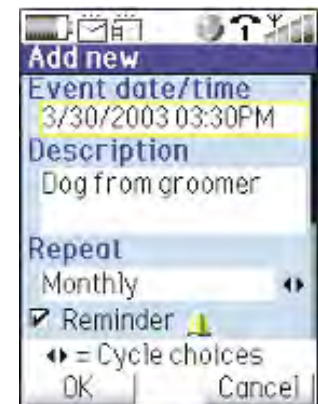 Add new
Event date/time
3/30/2003 03:30PM
Description
Dog from groomer
Repeat
Monthly
Reminder
= Cycle choices
OK Cancel